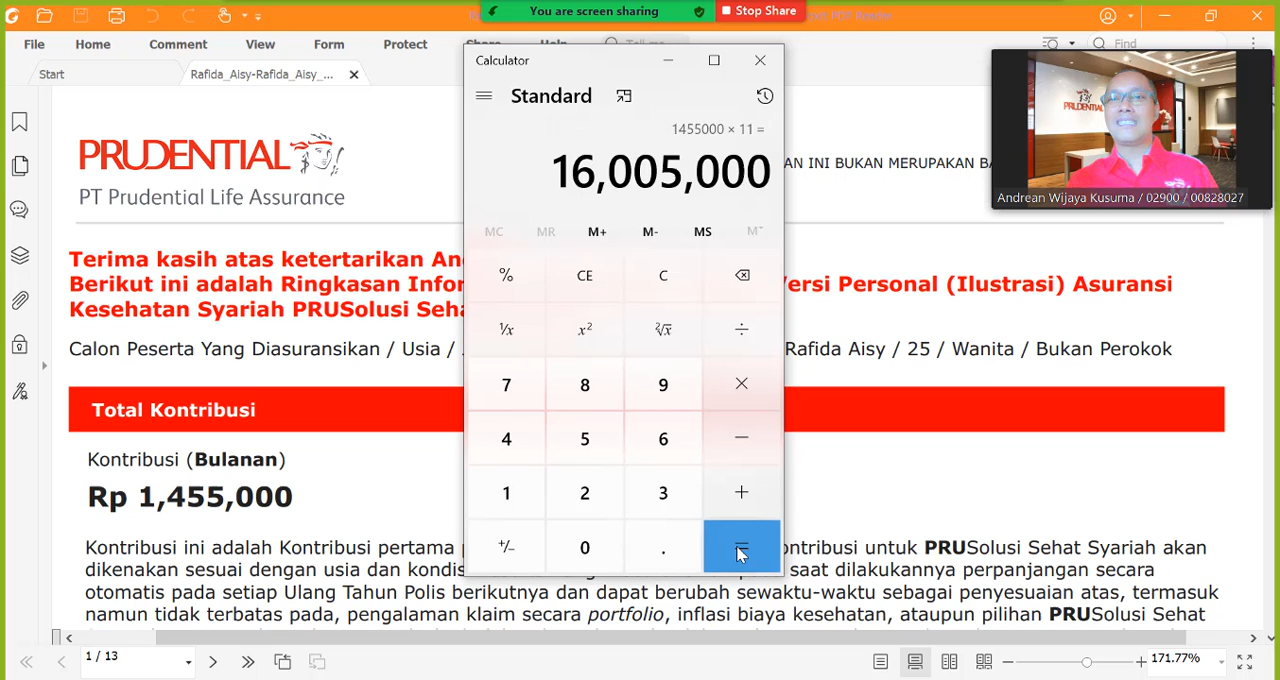 You are screen sharing
Stop Share
File Home Comment View Form Protect Share Help Tell me Find
Start
Rafida_Aisy-Rafida_Aisy_...
Calculator
Standard
1455000 × 11 =
16,005,000
MC MR M+ M- MS M˅
% CE C
¹/x x² ²√x ÷
7 8 9 ×
4 5 6 −
1 2 3 +
+/− 0 . =
PRUDENTIAL
PT Prudential Life Assurance
AN INI BUKAN MERUPAKAN BA
PRUDENTIAL
Andrean Wijaya Kusuma / 02900 / 00828027
Terima kasih atas ketertarikan An
Berikut ini adalah Ringkasan Infor ersi Personal (Ilustrasi) Asuransi
Kesehatan Syariah PRUSolusi Seha
Calon Peserta Yang Diasuransikan / Usia / Rafida Aisy / 25 / Wanita / Bukan Perokok
Total Kontribusi
Kontribusi (Bulanan)
Rp 1,455,000
Kontribusi ini adalah Kontribusi pertama p ontribusi untuk PRUSolusi Sehat Syariah akan
dikenakan sesuai dengan usia dan kondis saat dilakukannya perpanjangan secara
otomatis pada setiap Ulang Tahun Polis berikutnya dan dapat berubah sewaktu-waktu sebagai penyesuaian atas, termasuk
namun tidak terbatas pada, pengalaman klaim secara portfolio, inflasi biaya kesehatan, ataupun pilihan PRUSolusi Sehat
1 / 13
171.77%